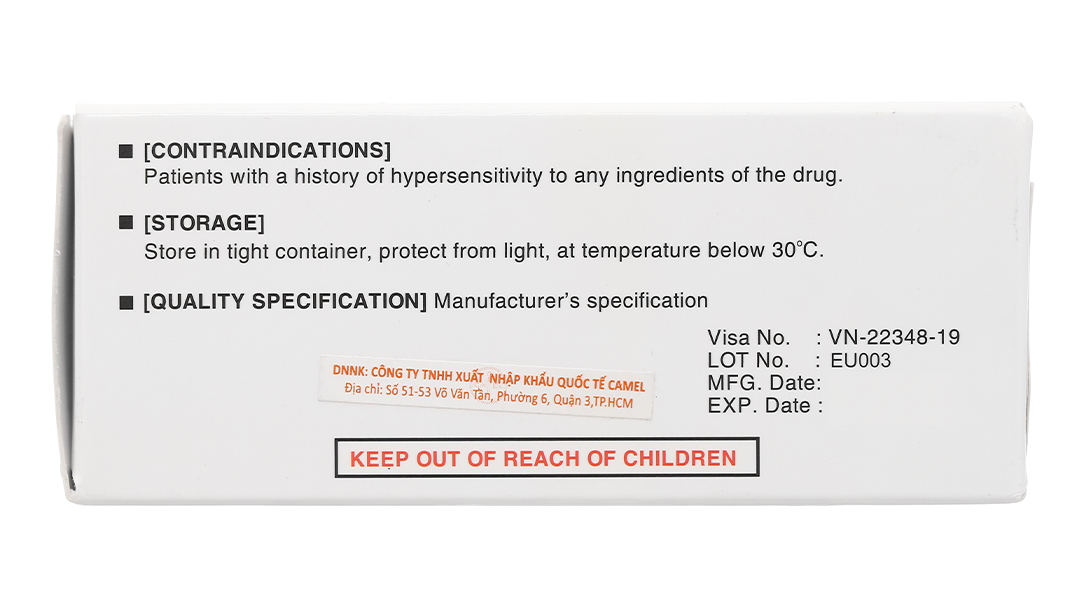 ■ [CONTRAINDICATIONS]
Patients with a history of hypersensitivity to any ingredients of the drug.
■ [STORAGE]
Store in tight container, protect from light, at temperature below 30°C.
■ [QUALITY SPECIFICATION] Manufacturer's specification
Visa No. : VN-22348-19
LOT No. : EU003
MFG. Date:
EXP. Date :
DNNK: CÔNG TY TNHH XUẤT NHẬP KHẨU QUỐC TẾ CAMEL
Địa chỉ: Số 51-53 Võ Văn Tần, Phường 6, Quận 3,TP.HCM
KEEP OUT OF REACH OF CHILDREN